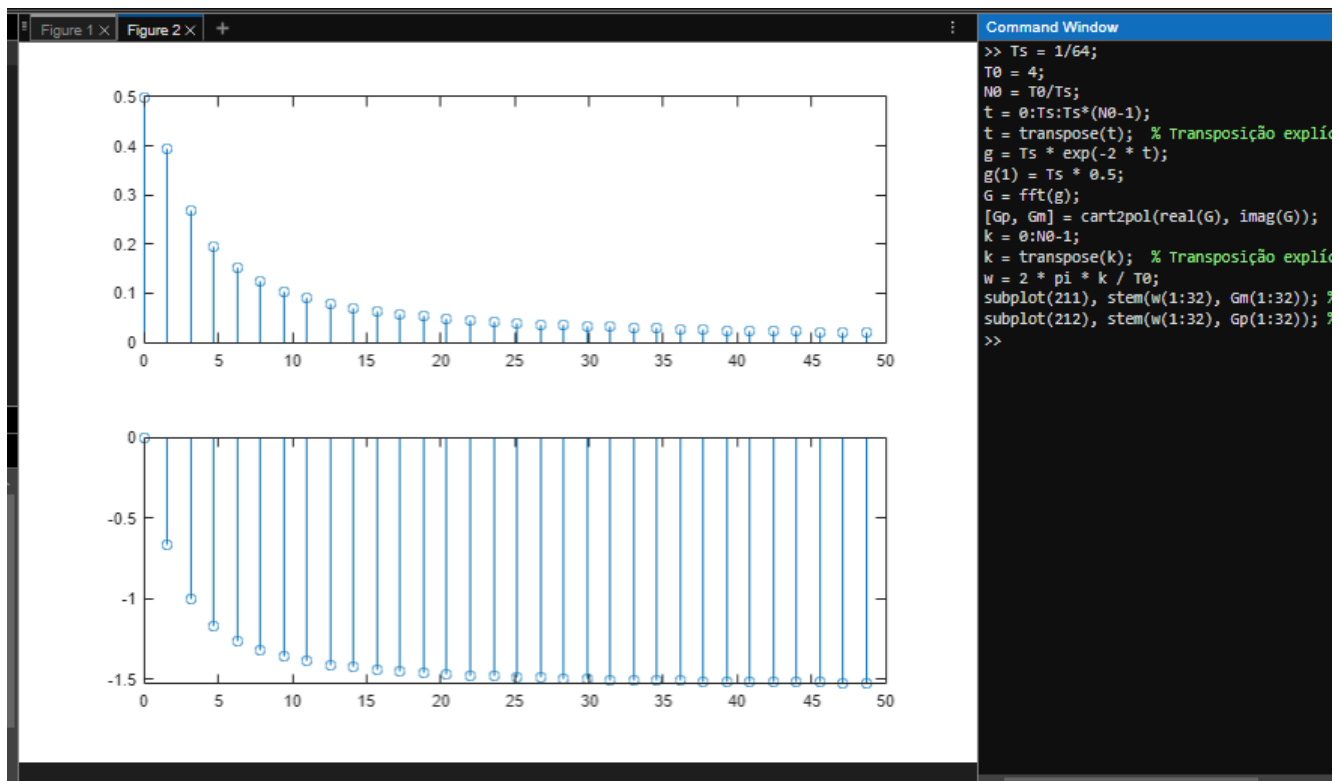 Figure 1
Figure 2
Command Window
>> Ts = 1/64;
T0 = 4;
N0 = T0/Ts;
t = 0:Ts:Ts*(N0-1);
t = transpose(t);  % Transposição
g = Ts * exp(-2 * t);
g(1) = Ts * 0.5;
G = fft(g);
[Gp, Gm] = cart2pol(real(G), imag(G));
k = 0:N0-1;
k = transpose(k);  % Transposição
w = 2 * pi * k / T0;
subplot(211), stem(w(1:32), Gm(1:32)); %
subplot(212), stem(w(1:32), Gp(1:32)); %
>>
0.5
0.4
0.3
0.2
0.1
0
0 5 10 15 20 25 30 35 40 45 50
0
-0.5
-1
-1.5
0 5 10 15 20 25 30 35 40 45 50